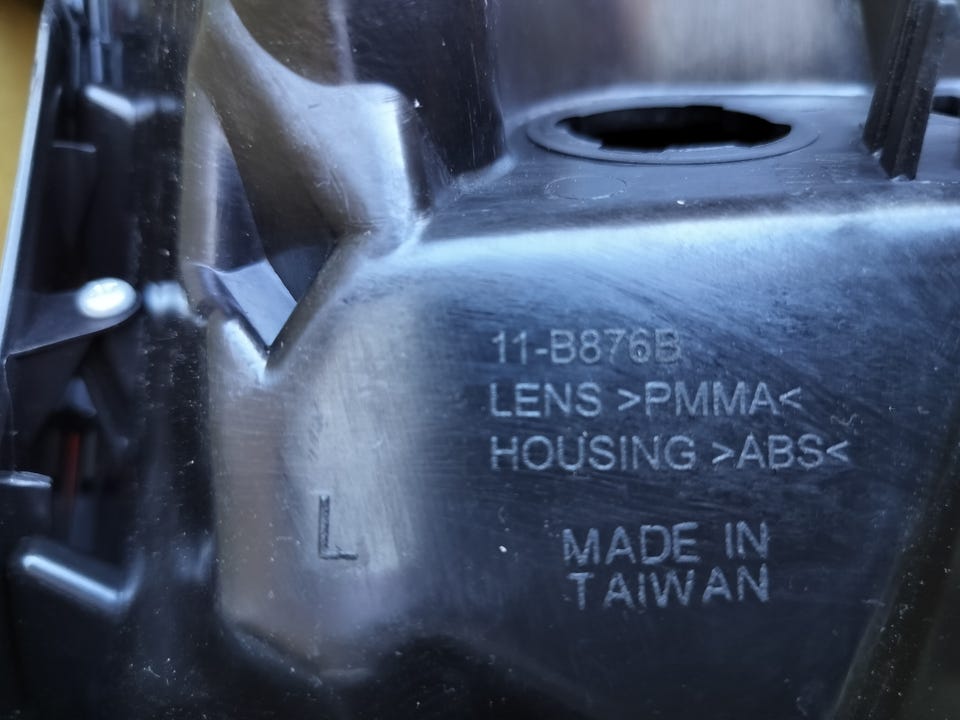 11-B876B
LENS >PMMA<
HOUSING >ABS<
L
MADE IN
TAIWAN